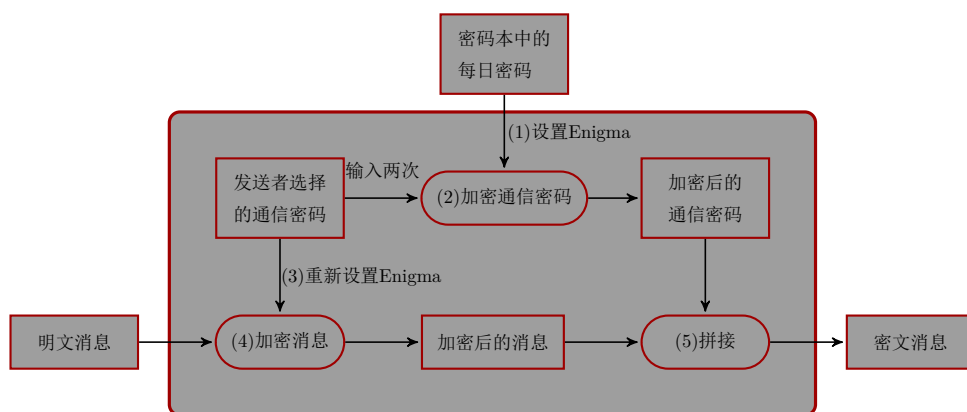 密码本中的
每日密码
(1)设置Enigma
发送者选择
的通信密码
输入两次
(2)加密通信密码
加密后的
通信密码
(3)重新设置Enigma
明文消息
(4)加密消息
加密后的消息
(5)拼接
密文消息